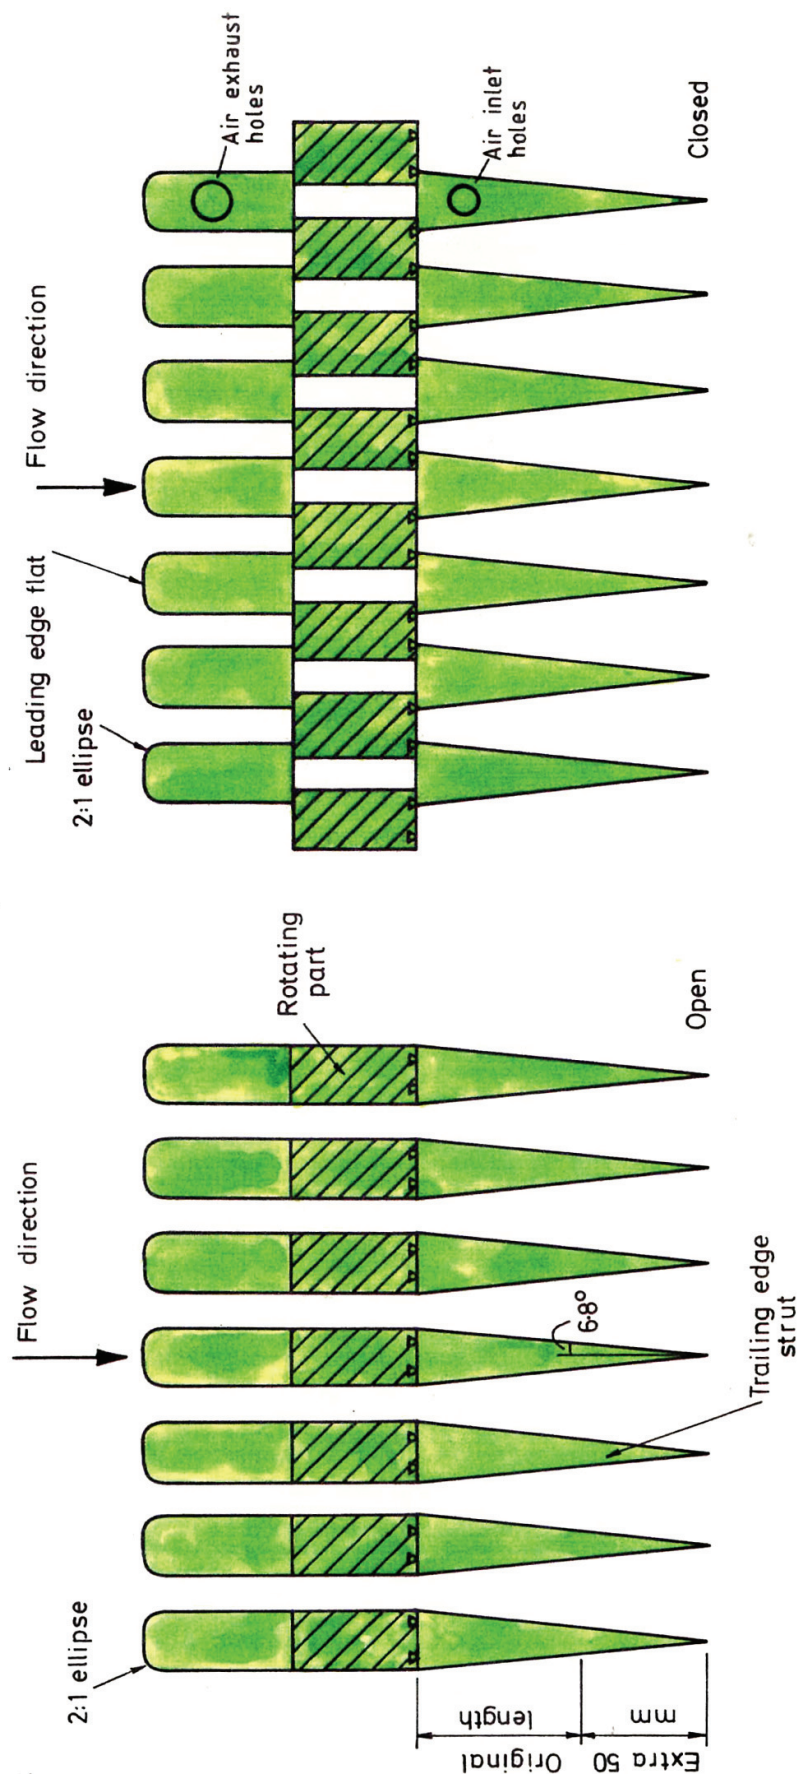 Flow direction
2:1 ellipse
Rotating
part
6·8°
Trailing edge
strut
Original
length
Extra 50
mm
Open
Flow direction
Leading edge flat
2:1 ellipse
Air exhaust
holes
Air inlet
holes
Closed